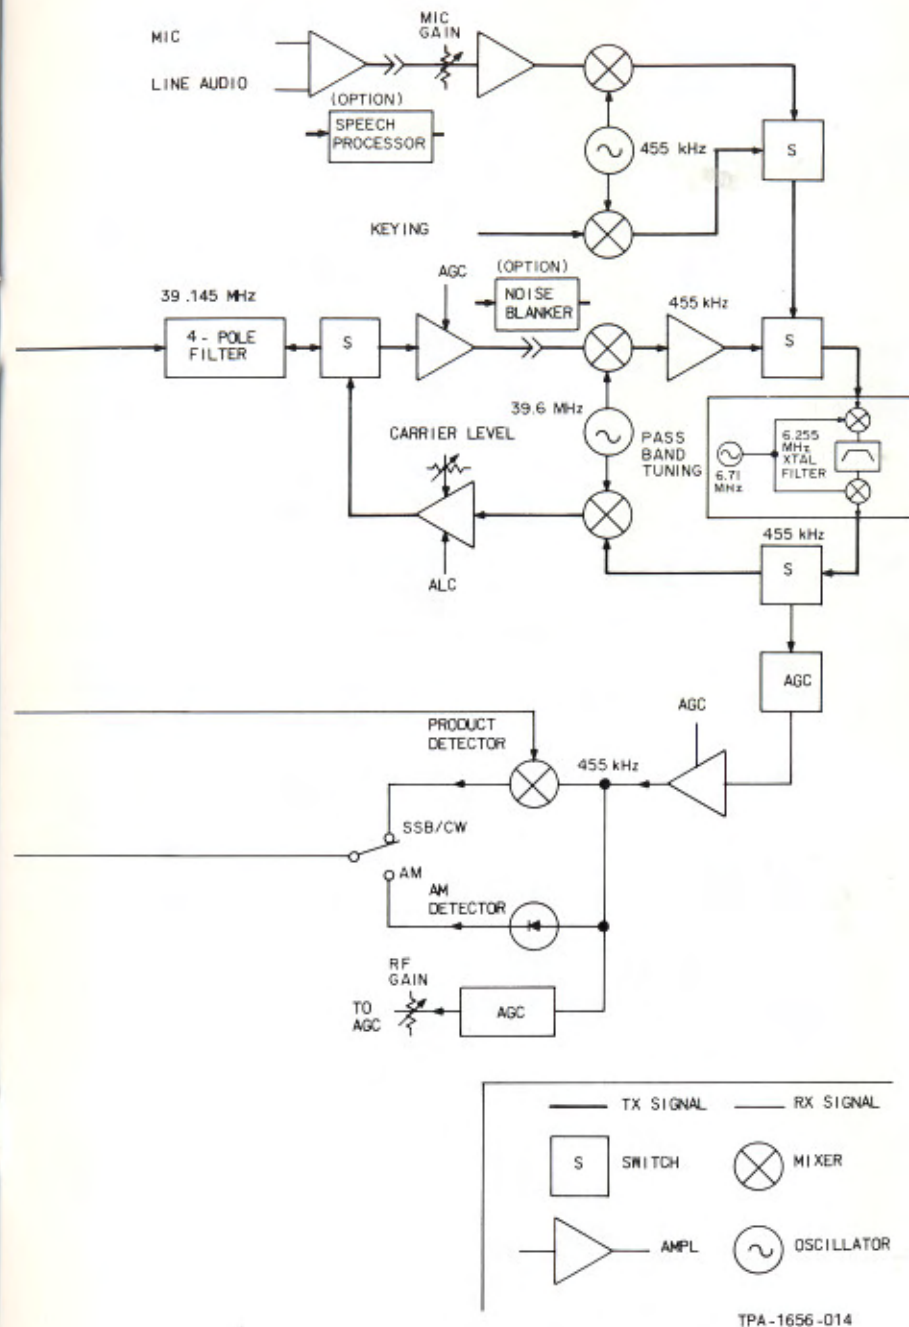 MIC
GAIN
MIC
LINE AUDIO
(OPTION)
SPEECH
PROCESSOR
455 kHz
S
KEYING
AGC
(OPTION)
NOISE
BLANKER
39.145 MHz
4-POLE
FILTER
S
455 kHz
S
39.6 MHz
CARRIER LEVEL
PASS
BAND
TUNING
6.255
MHz
XTAL
FILTER
6.71
MHz
ALC
455 kHz
S
AGC
AGC
PRODUCT
DETECTOR
455 kHz
SSB/CW
AM
AM
DETECTOR
RF
GAIN
TO
AGC
AGC
TX SIGNAL
RX SIGNAL
S
SWITCH
MIXER
AMPL
OSCILLATOR
TPA-1656-014